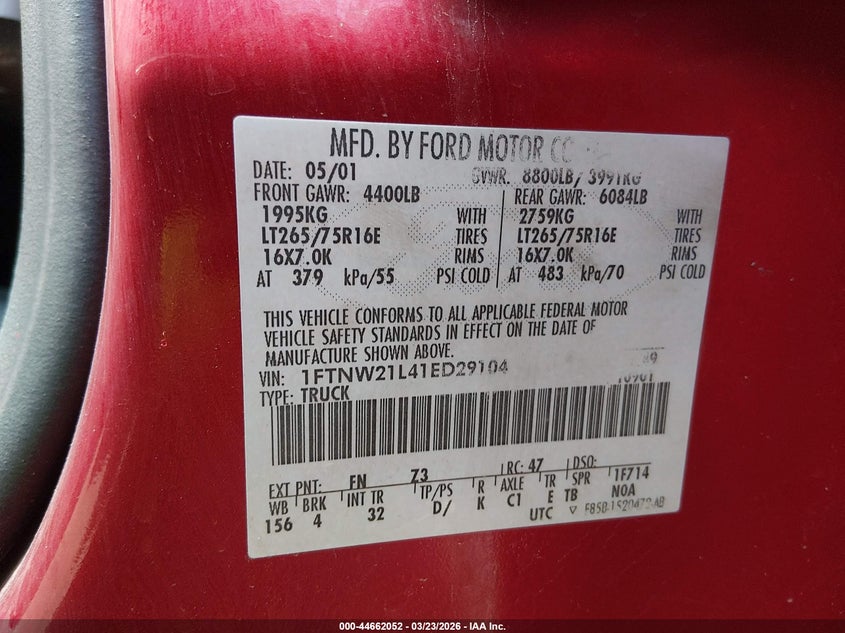 MFD. BY FORD MOTOR CO
DATE: 05/01 GVWR: 8800LB/ 3991KG
FRONT GAWR: 4400LB REAR GAWR: 6084LB
1995KG WITH 2759KG WITH
LT265/75R16E TIRES LT265/75R16E TIRES
16X7.0K RIMS 16X7.0K RIMS
AT 379 kPa/55 PSI COLD AT 483 kPa/70 PSI COLD
THIS VEHICLE CONFORMS TO ALL APPLICABLE FEDERAL MOTOR
VEHICLE SAFETY STANDARDS IN EFFECT ON THE DATE OF
MANUFACTURE SHOWN ABOVE.
VIN: 1FTNW21L41ED29104
TYPE: TRUCK
EXT PNT: FN Z3 RC: 47 DSO: 1F714
WB BRK INT TR TP/PS R AXLE TR SPR NOA
156 4 32 D/ K C1 E TB
UTC ▽ F85B-1520472-AB
000-44662052 - 03/23/2026 - IAA Inc.